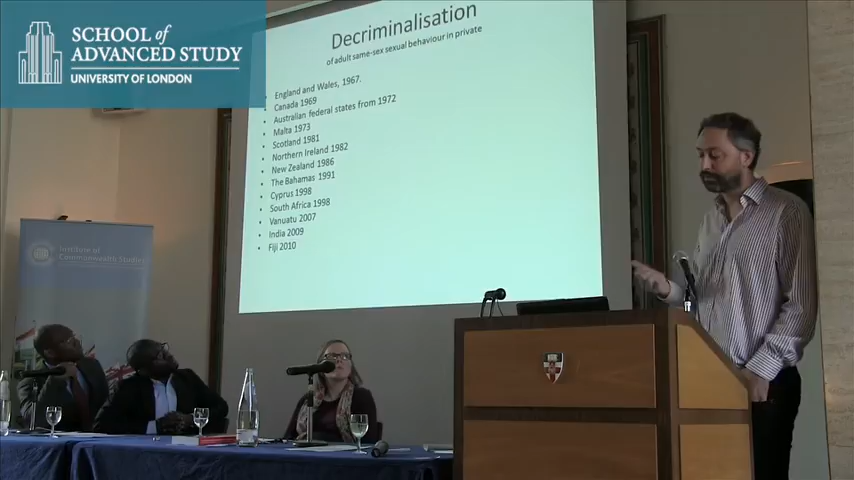 SCHOOL of
ADVANCED STUDY
UNIVERSITY OF LONDON
Decriminalisation
of adult same-sex sexual behaviour in private
• England and Wales, 1967.
• Canada 1969
• Australian federal states from 1972
• Malta 1973
• Scotland 1981
• Northern Ireland 1982
• New Zealand 1986
• The Bahamas 1991
• Cyprus 1998
• South Africa 1998
• Vanuatu 2007
• India 2009
• Fiji 2010
Institute of
Commonwealth Studies